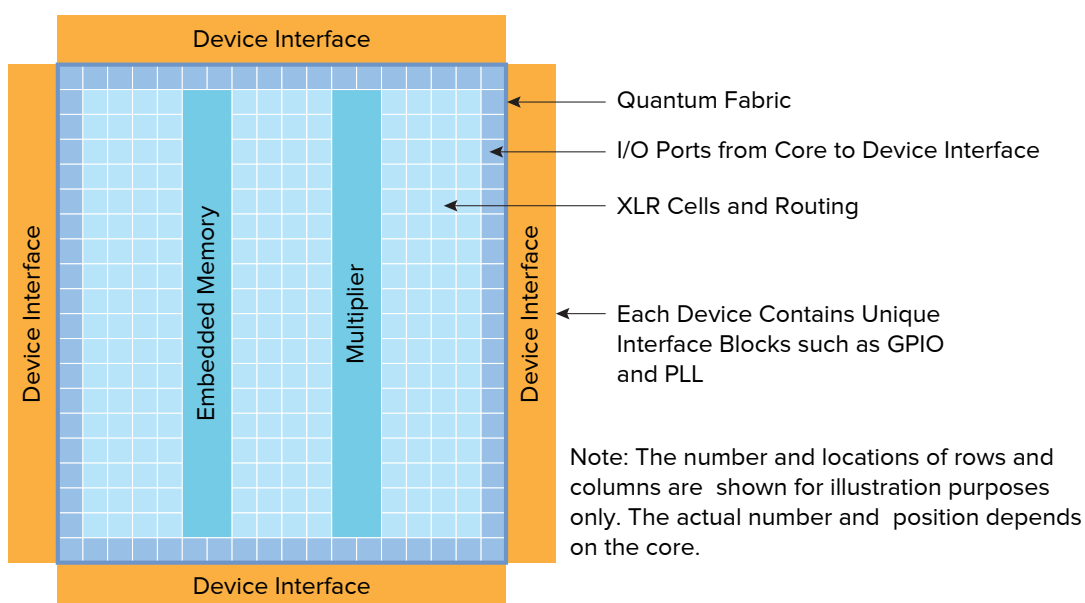 Device Interface
Quantum Fabric
I/O Ports from Core to Device Interface
XLR Cells and Routing
Device Interface
Embedded Memory
Multiplier
Device Interface
Each Device Contains Unique
Interface Blocks such as GPIO
and PLL
Note: The number and locations of rows and
columns are shown for illustration purposes
only. The actual number and position depends
on the core.
Device Interface